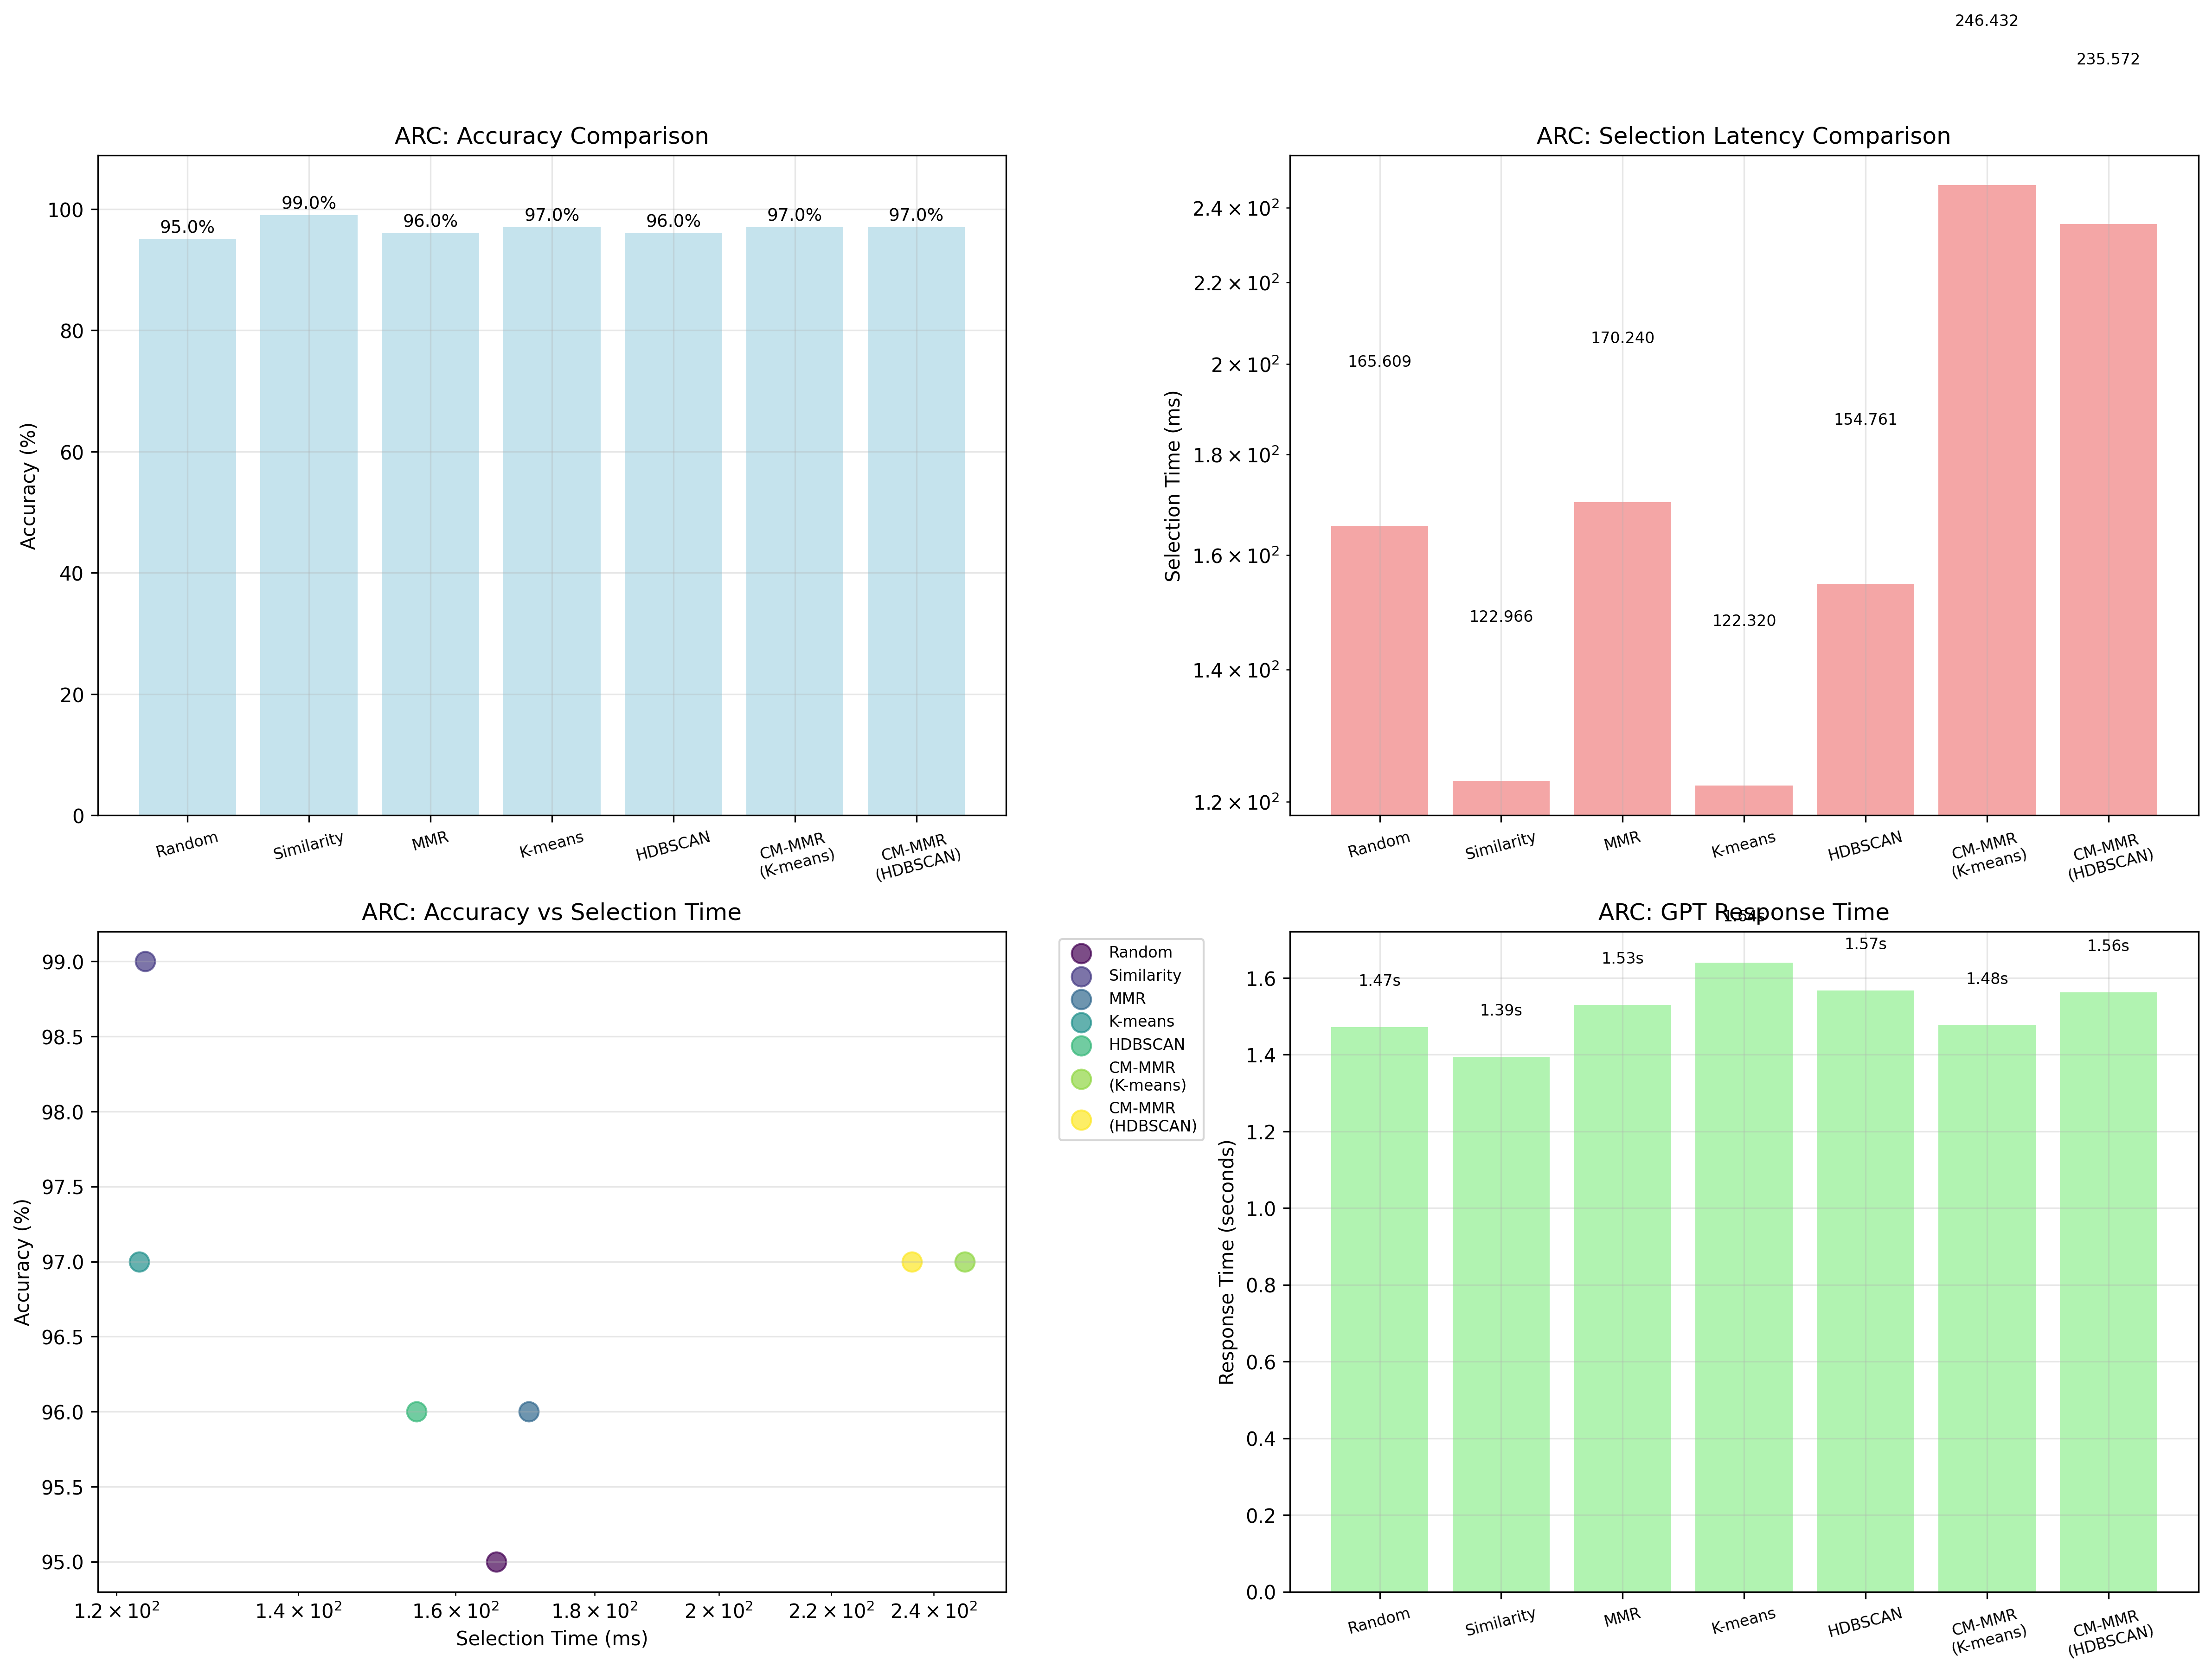 246.432
235.572
ARC: Accuracy Comparison
Accuracy (%)
100
80
60
40
20
0
95.0%
99.0%
96.0%
97.0%
96.0%
97.0%
97.0%
Random
Similarity
MMR
K-means
HDBSCAN
CM-MMR
(K-means)
CM-MMR
(HDBSCAN)
ARC: Selection Latency Comparison
Selection Time (ms)
2.4 × 10²
2.2 × 10²
2 × 10²
1.8 × 10²
1.6 × 10²
1.4 × 10²
1.2 × 10²
165.609
122.966
170.240
122.320
154.761
Random
Similarity
MMR
K-means
HDBSCAN
CM-MMR
(K-means)
CM-MMR
(HDBSCAN)
ARC: Accuracy vs Selection Time
Accuracy (%)
99.0
98.5
98.0
97.5
97.0
96.5
96.0
95.5
95.0
1.2 × 10²
1.4 × 10²
1.6 × 10²
1.8 × 10²
2 × 10²
2.2 × 10²
2.4 × 10²
Selection Time (ms)
Random
Similarity
MMR
K-means
HDBSCAN
CM-MMR
(K-means)
CM-MMR
(HDBSCAN)
ARC: GPT Response Time
Response Time (seconds)
1.6
1.4
1.2
1.0
0.8
0.6
0.4
0.2
0.0
1.47s
1.39s
1.53s
1.64s
1.57s
1.48s
1.56s
Random
Similarity
MMR
K-means
HDBSCAN
CM-MMR
(K-means)
CM-MMR
(HDBSCAN)